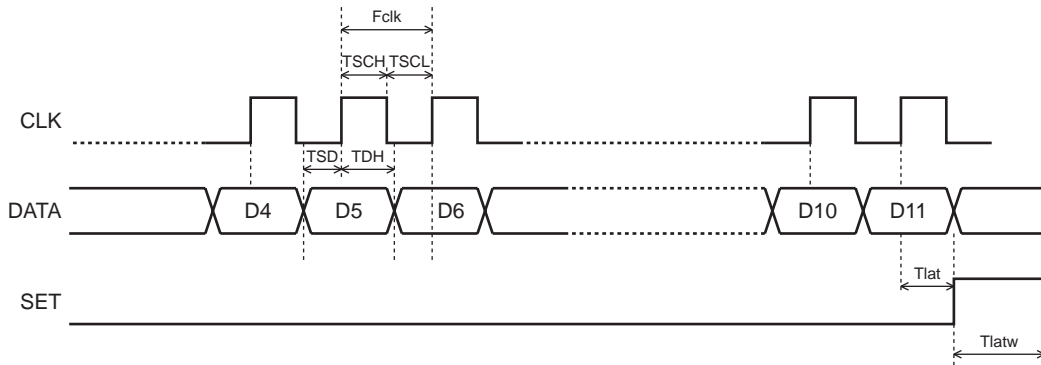 Fclk
TSCH TSCL
CLK
TSD TDH
DATA D4 D5 D6 D10 D11
Tlat
SET
Tlatw